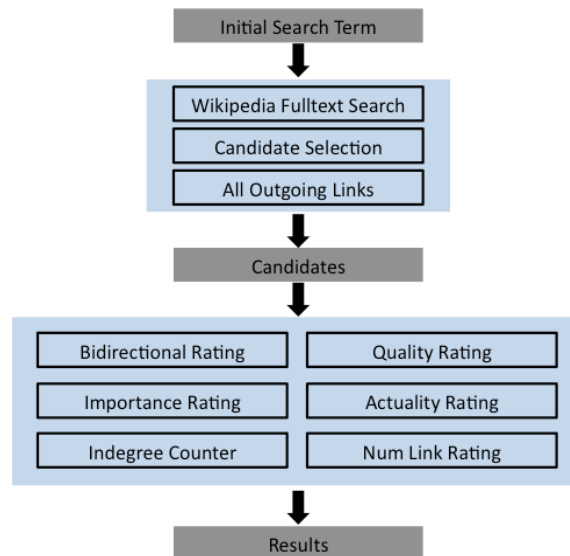 Initial Search Term
Wikipedia Fulltext Search
Candidate Selection
All Outgoing Links
Candidates
Bidirectional Rating
Quality Rating
Importance Rating
Actuality Rating
Indegree Counter
Num Link Rating
Results